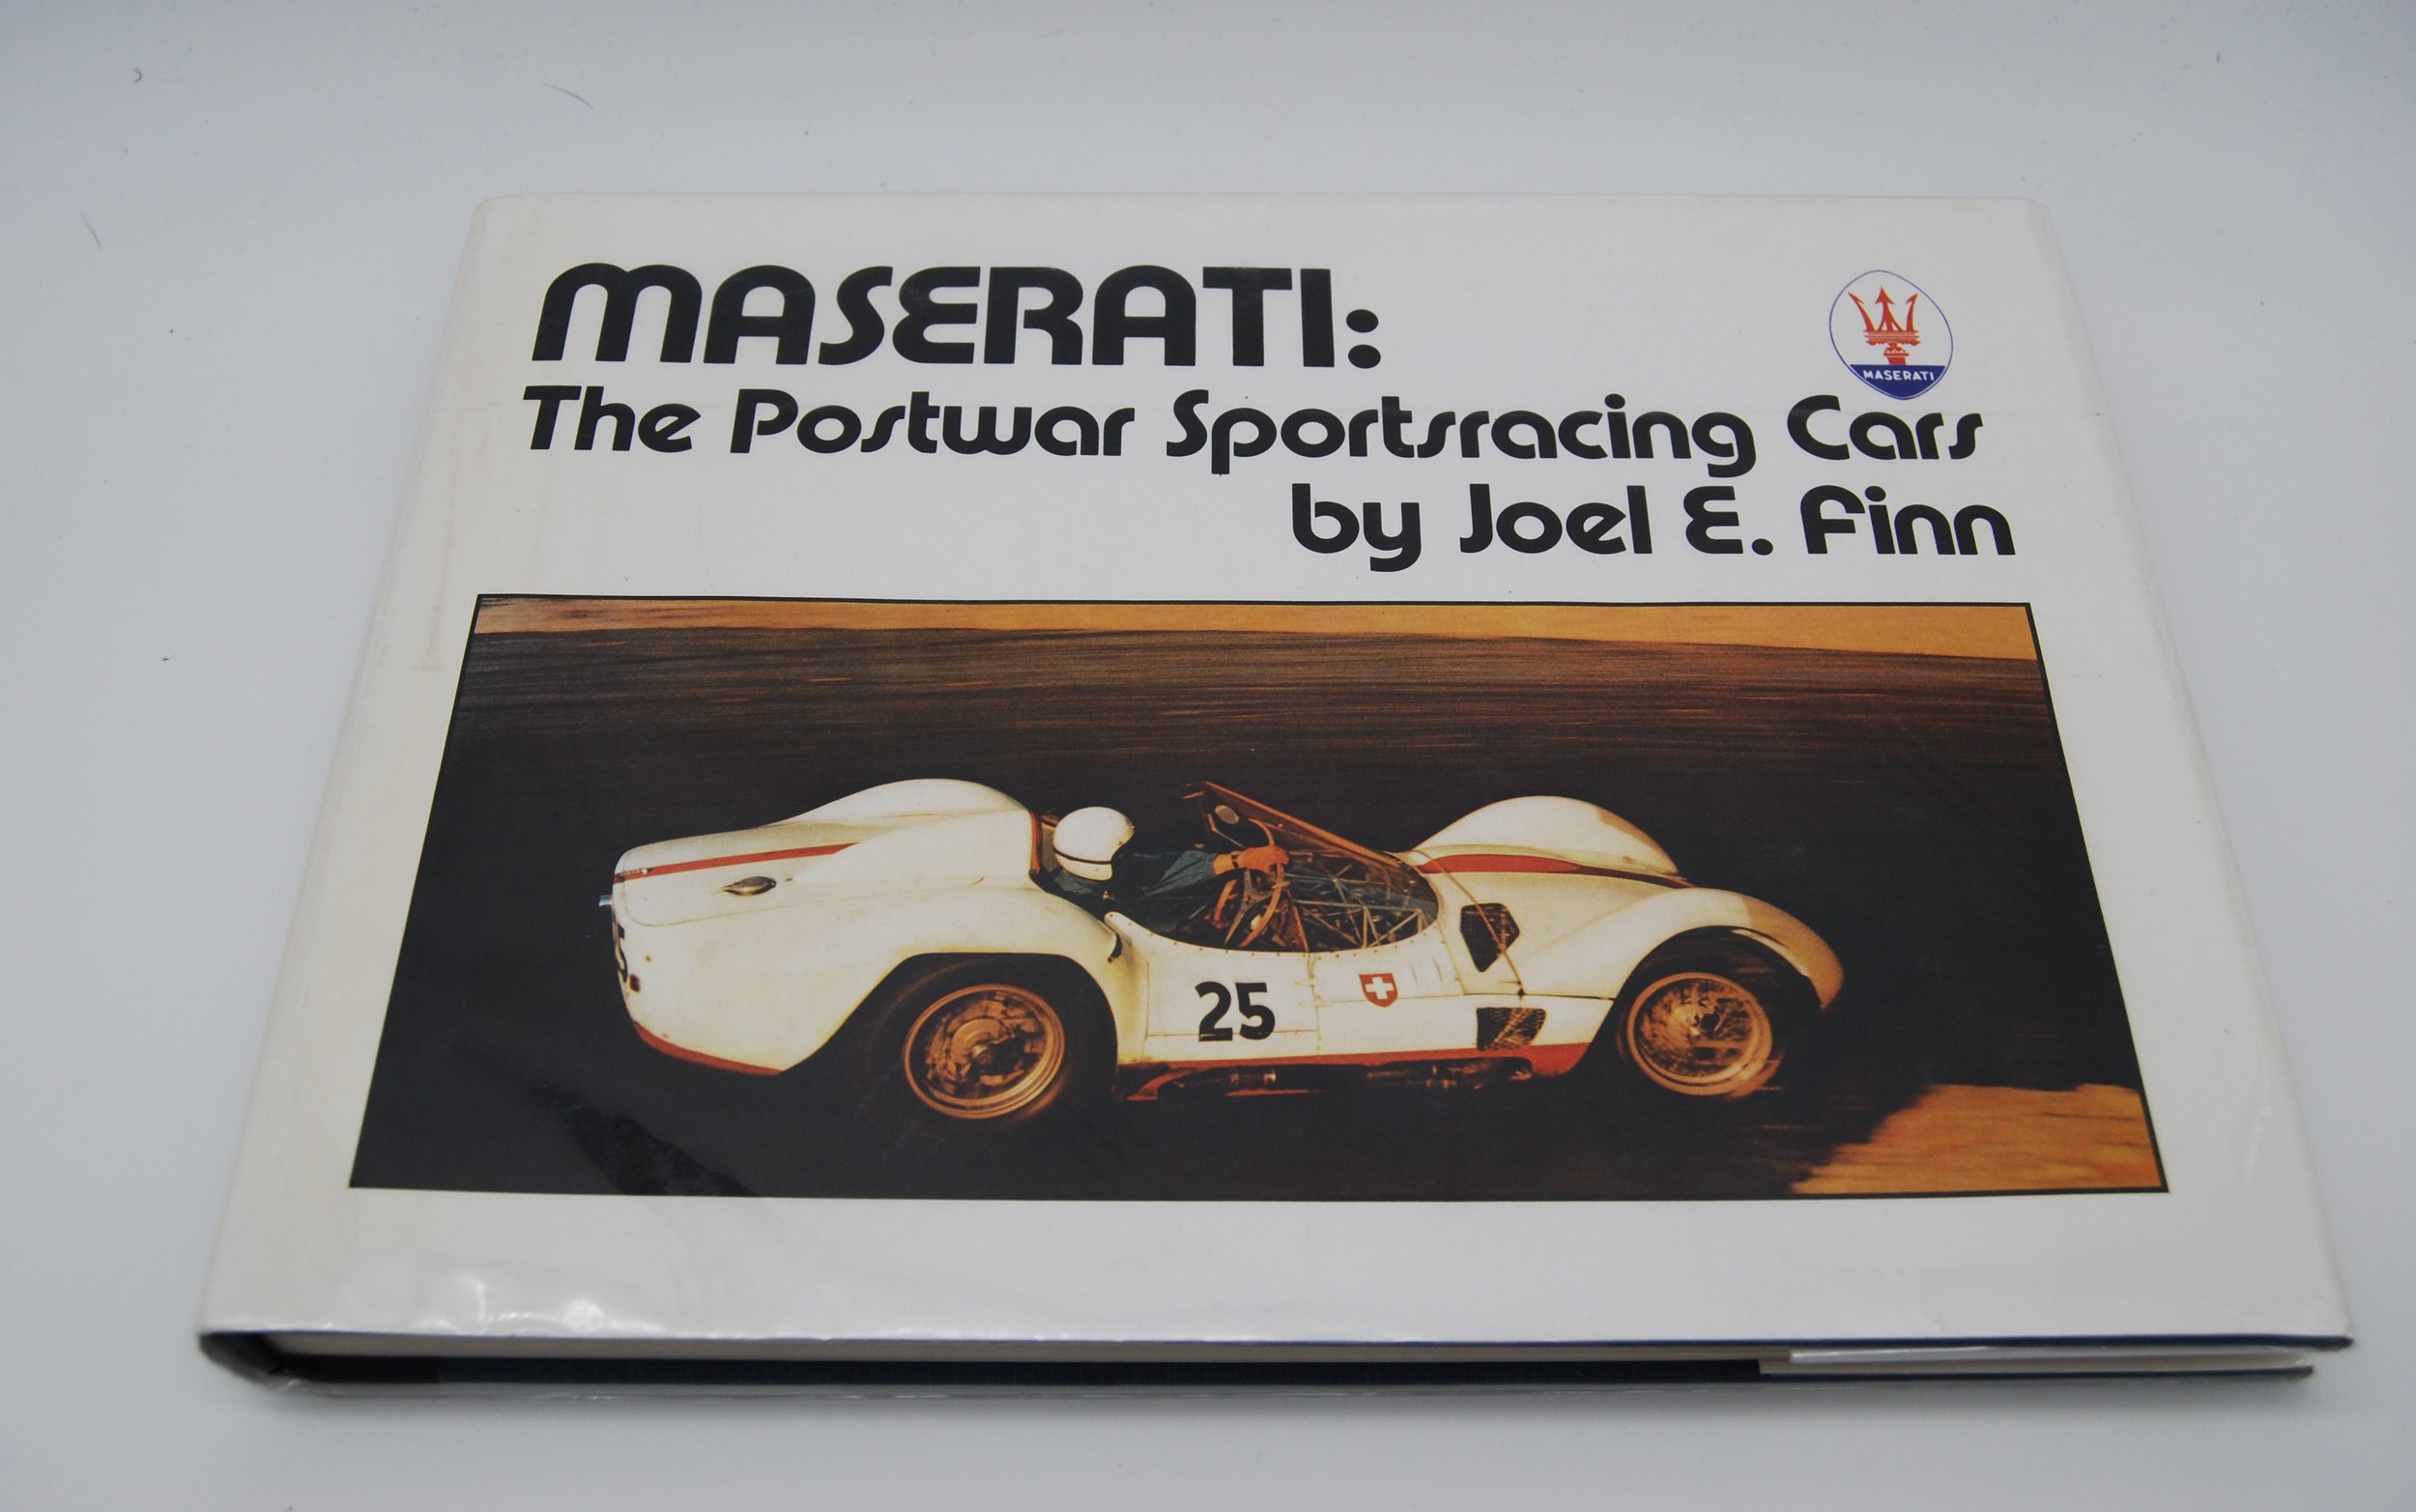 MASERATI:
MASERATI
The Postwar Sportsracing Cars
by Joel E. Finn
25